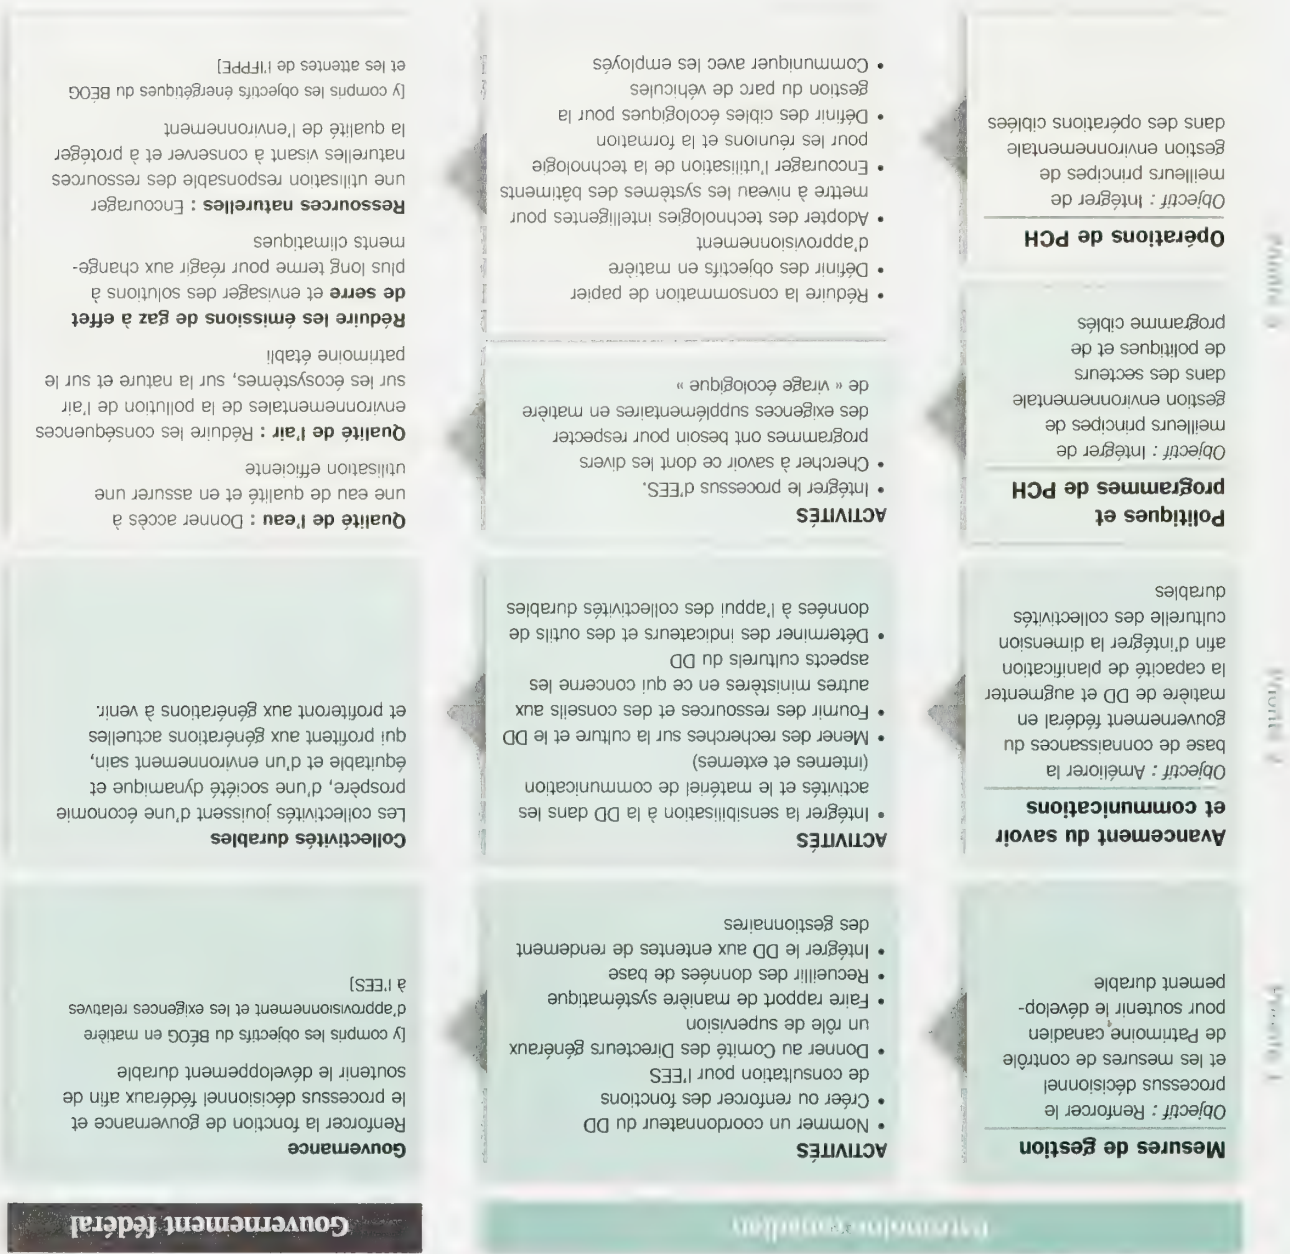 Patrimoine canadien
Gouvernement fédéral
Priorité 1
Mesures de gestion
Objectif : Renforcer le
processus décisionnel
et les mesures de contrôle
de Patrimoine canadien
pour soutenir le dévelop-
pement durable
ACTIVITÉS
• Nommer un coordonnateur du DD
• Créer ou renforcer des fonctions
de consultation pour l'EES
• Donner au Comité des Directeurs généraux
un rôle de supervision
• Faire rapport de manière systématique
• Recueillir des données de base
• Intégrer le DD aux ententes de rendement
des gestionnaires
Gouvernance
Renforcer la fonction de gouvernance et
le processus décisionnel fédéraux afin de
soutenir le développement durable
[y compris les objectifs du BÉOG en matière
d'approvisionnement et les exigences relatives
à l'EES]
Priorité 2
Avancement du savoir
et communications
Objectif : Améliorer la
base de connaissances du
gouvernement fédéral en
matière de DD et augmenter
la capacité de planification
afin d'intégrer la dimension
culturelle des collectivités
durables
ACTIVITÉS
• Intégrer la sensibilisation à la DD dans les
activités et le matériel de communication
(internes et externes)
• Mener des recherches sur la culture et le DD
• Fournir des ressources et des conseils aux
autres ministères en ce qui concerne les
aspects culturels du DD
• Déterminer des indicateurs et des outils de
données à l'appui des collectivités durables
Collectivités durables
Les collectivités jouissent d'une économie
prospère, d'une société dynamique et
équitable et d'un environnement sain,
qui profitent aux générations actuelles
et profiteront aux générations à venir.
Priorité 3
Politiques et
programmes de PCH
Objectif : Intégrer de
meilleurs principes de
gestion environnementale
dans des secteurs
de politiques et de
programme ciblés
ACTIVITÉS
• Intégrer le processus d'EES.
• Chercher à savoir ce dont les divers
programmes ont besoin pour respecter
des exigences supplémentaires en matière
de « virage écologique »
Opérations de PCH
Objectif : Intégrer de
meilleurs principes de
gestion environnementale
dans des opérations ciblées
• Réduire la consommation de papier
• Définir des objectifs en matière
d'approvisionnement
• Adopter des technologies intelligentes pour
mettre à niveau les systèmes des bâtiments
• Encourager l'utilisation de la technologie
pour les réunions et la formation
• Définir des cibles écologiques pour la
gestion du parc de véhicules
• Communiquer avec les employés
Qualité de l'eau : Donner accès à
une eau de qualité et en assurer une
utilisation efficiente
Qualité de l'air : Réduire les conséquences
environnementales de la pollution de l'air
sur les écosystèmes, sur la nature et sur le
patrimoine établi
Réduire les émissions de gaz à effet
de serre et envisager des solutions à
plus long terme pour réagir aux change-
ments climatiques
Ressources naturelles : Encourager
une utilisation responsable des ressources
naturelles visant à conserver et à protéger
la qualité de l'environnement
[y compris les objectifs énergétiques du BÉOG
et les attentes de l'IFPPE]